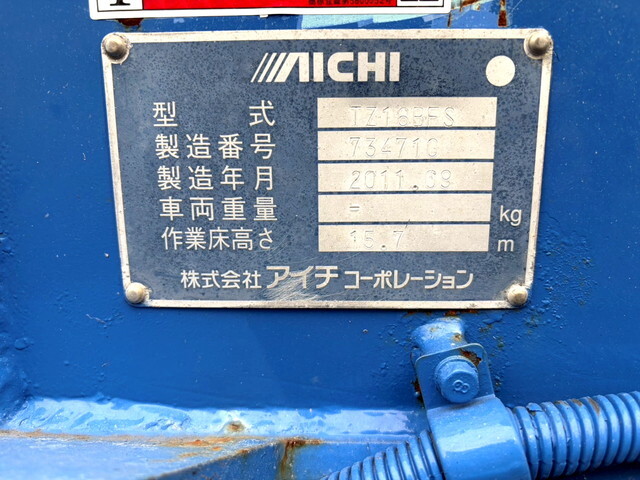 AICHI
型式 TZ16BFS
製造番号 734716
製造年月 2011.09
車両重量 = kg
作業床高さ 15.7 m
株式会社 アイチ コーポレーション
8